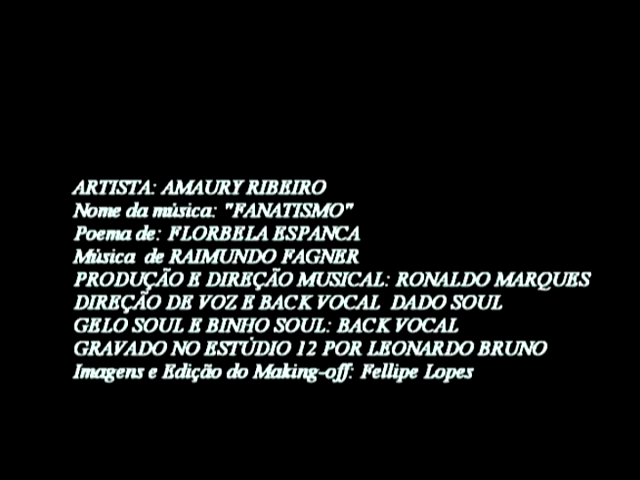 ARTISTA: AMAURY RIBEIRO
Nome da música: "FANATISMO"
Poema de: FLORBELA ESPANCA
Música de RAIMUNDO FAGNER
PRODUÇÃO E DIREÇÃO MUSICAL: RONALDO MARQUES
DIREÇÃO DE VOZ E BACK VOCAL DADO SOUL
GELO SOUL E BINHO SOUL: BACK VOCAL
GRAVADO NO ESTÚDIO 12 POR LEONARDO BRUNO
Imagens e Edição do Making-off: Fellipe Lopes